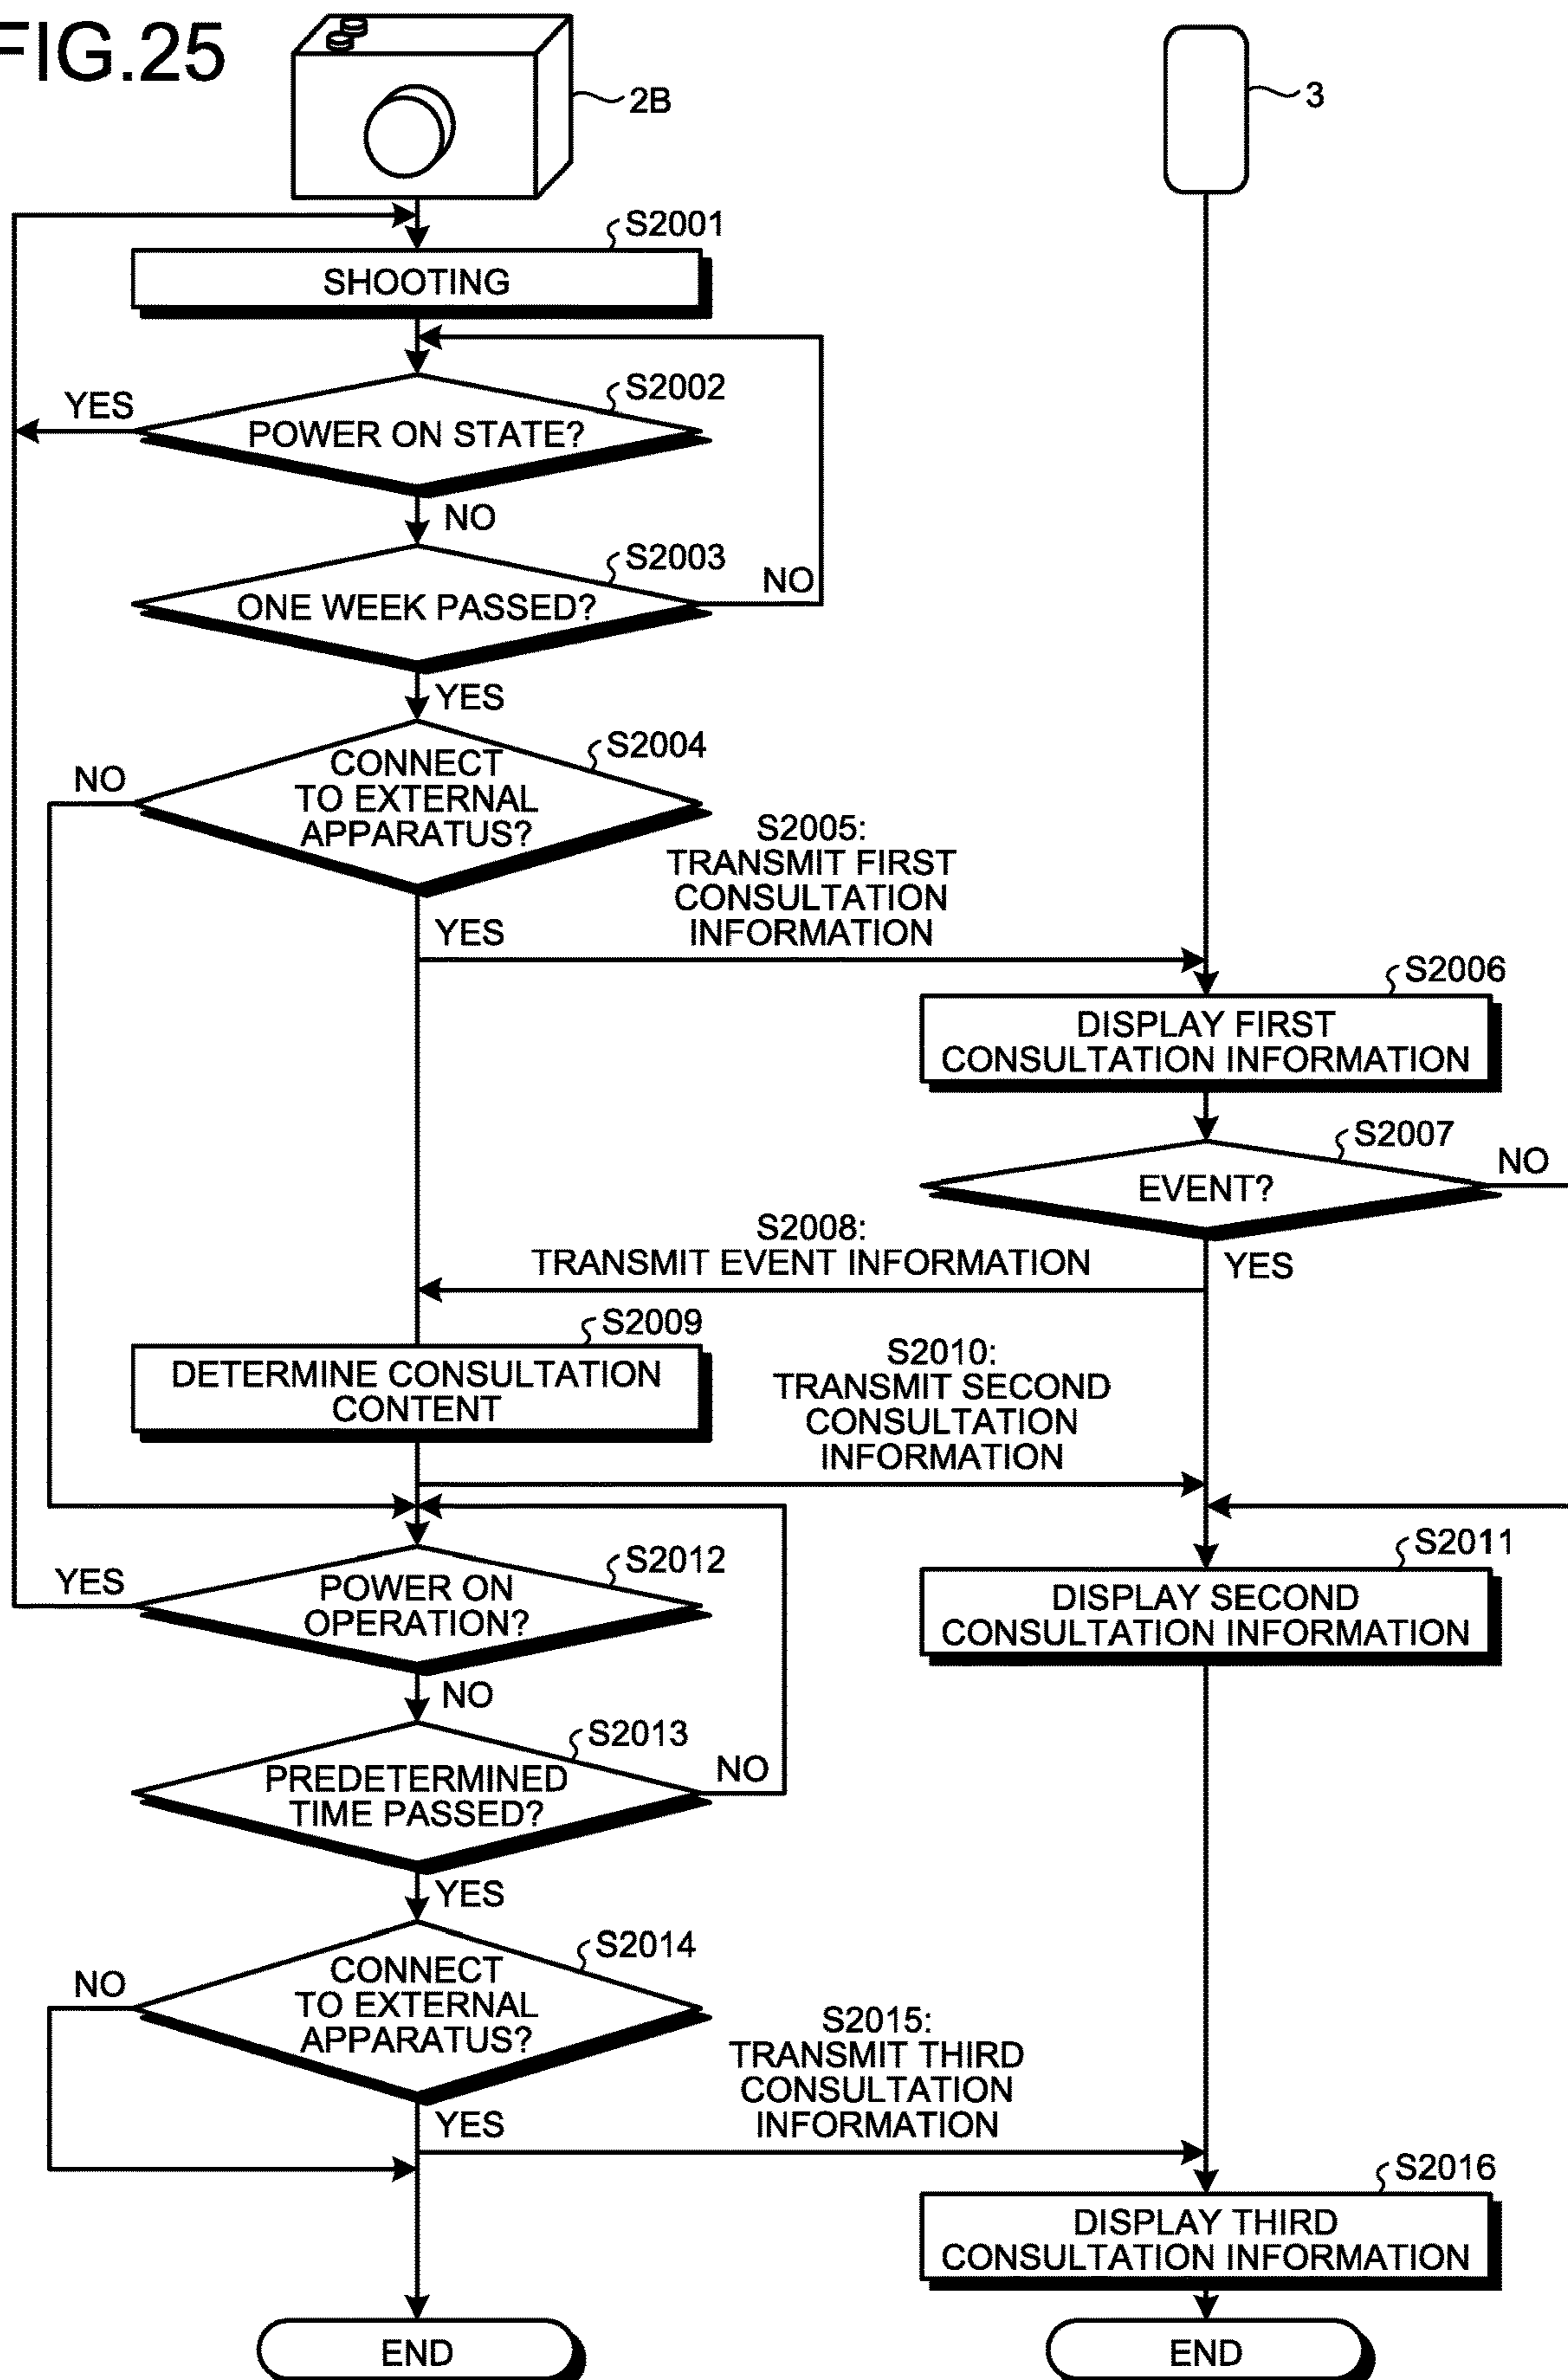 FIG.25
2B
3
S2001
SHOOTING
S2002
YES
POWER ON STATE?
NO
S2003
NO
ONE WEEK PASSED?
YES
S2004
NO
CONNECT
TO EXTERNAL
APPARATUS?
YES
S2005:
TRANSMIT FIRST
CONSULTATION
INFORMATION
S2006
DISPLAY FIRST
CONSULTATION INFORMATION
S2007
NO
EVENT?
YES
S2008:
TRANSMIT EVENT INFORMATION
S2009
DETERMINE CONSULTATION
CONTENT
S2010:
TRANSMIT SECOND
CONSULTATION
INFORMATION
S2011
DISPLAY SECOND
CONSULTATION INFORMATION
S2012
YES
POWER ON
OPERATION?
NO
S2013
NO
PREDETERMINED
TIME PASSED?
YES
S2014
NO
CONNECT
TO EXTERNAL
APPARATUS?
YES
S2015:
TRANSMIT THIRD
CONSULTATION
INFORMATION
S2016
DISPLAY THIRD
CONSULTATION INFORMATION
END
END